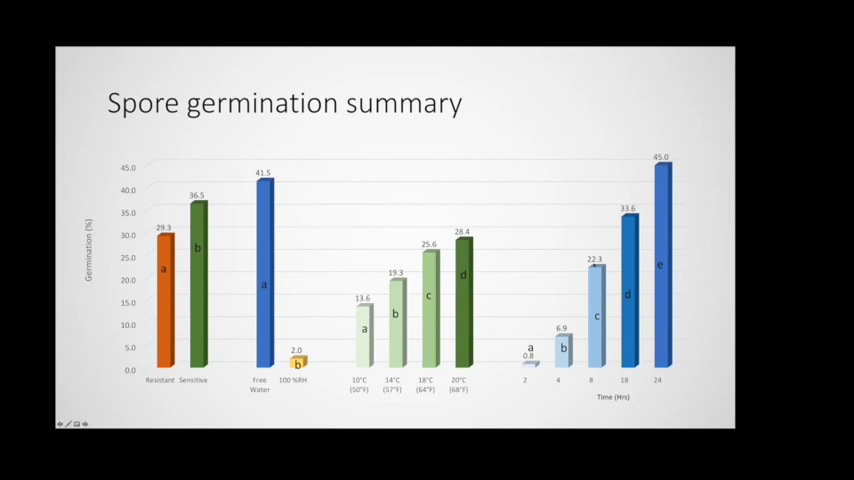 Spore germination summary
Germination (%)
45.0
40.0
35.0
30.0
25.0
20.0
15.0
10.0
5.0
0.0
29.3
a
36.5
b
41.5
a
2.0
b
13.6
a
19.3
b
25.6
c
28.4
d
a
0.8
6.9
b
22.3
c
33.6
d
45.0
e
Resistant Sensitive
Free
Water
100 %RH
10°C
(50°F)
14°C
(57°F)
18°C
(64°F)
20°C
(68°F)
2 4 8 18 24
Time (Hrs)